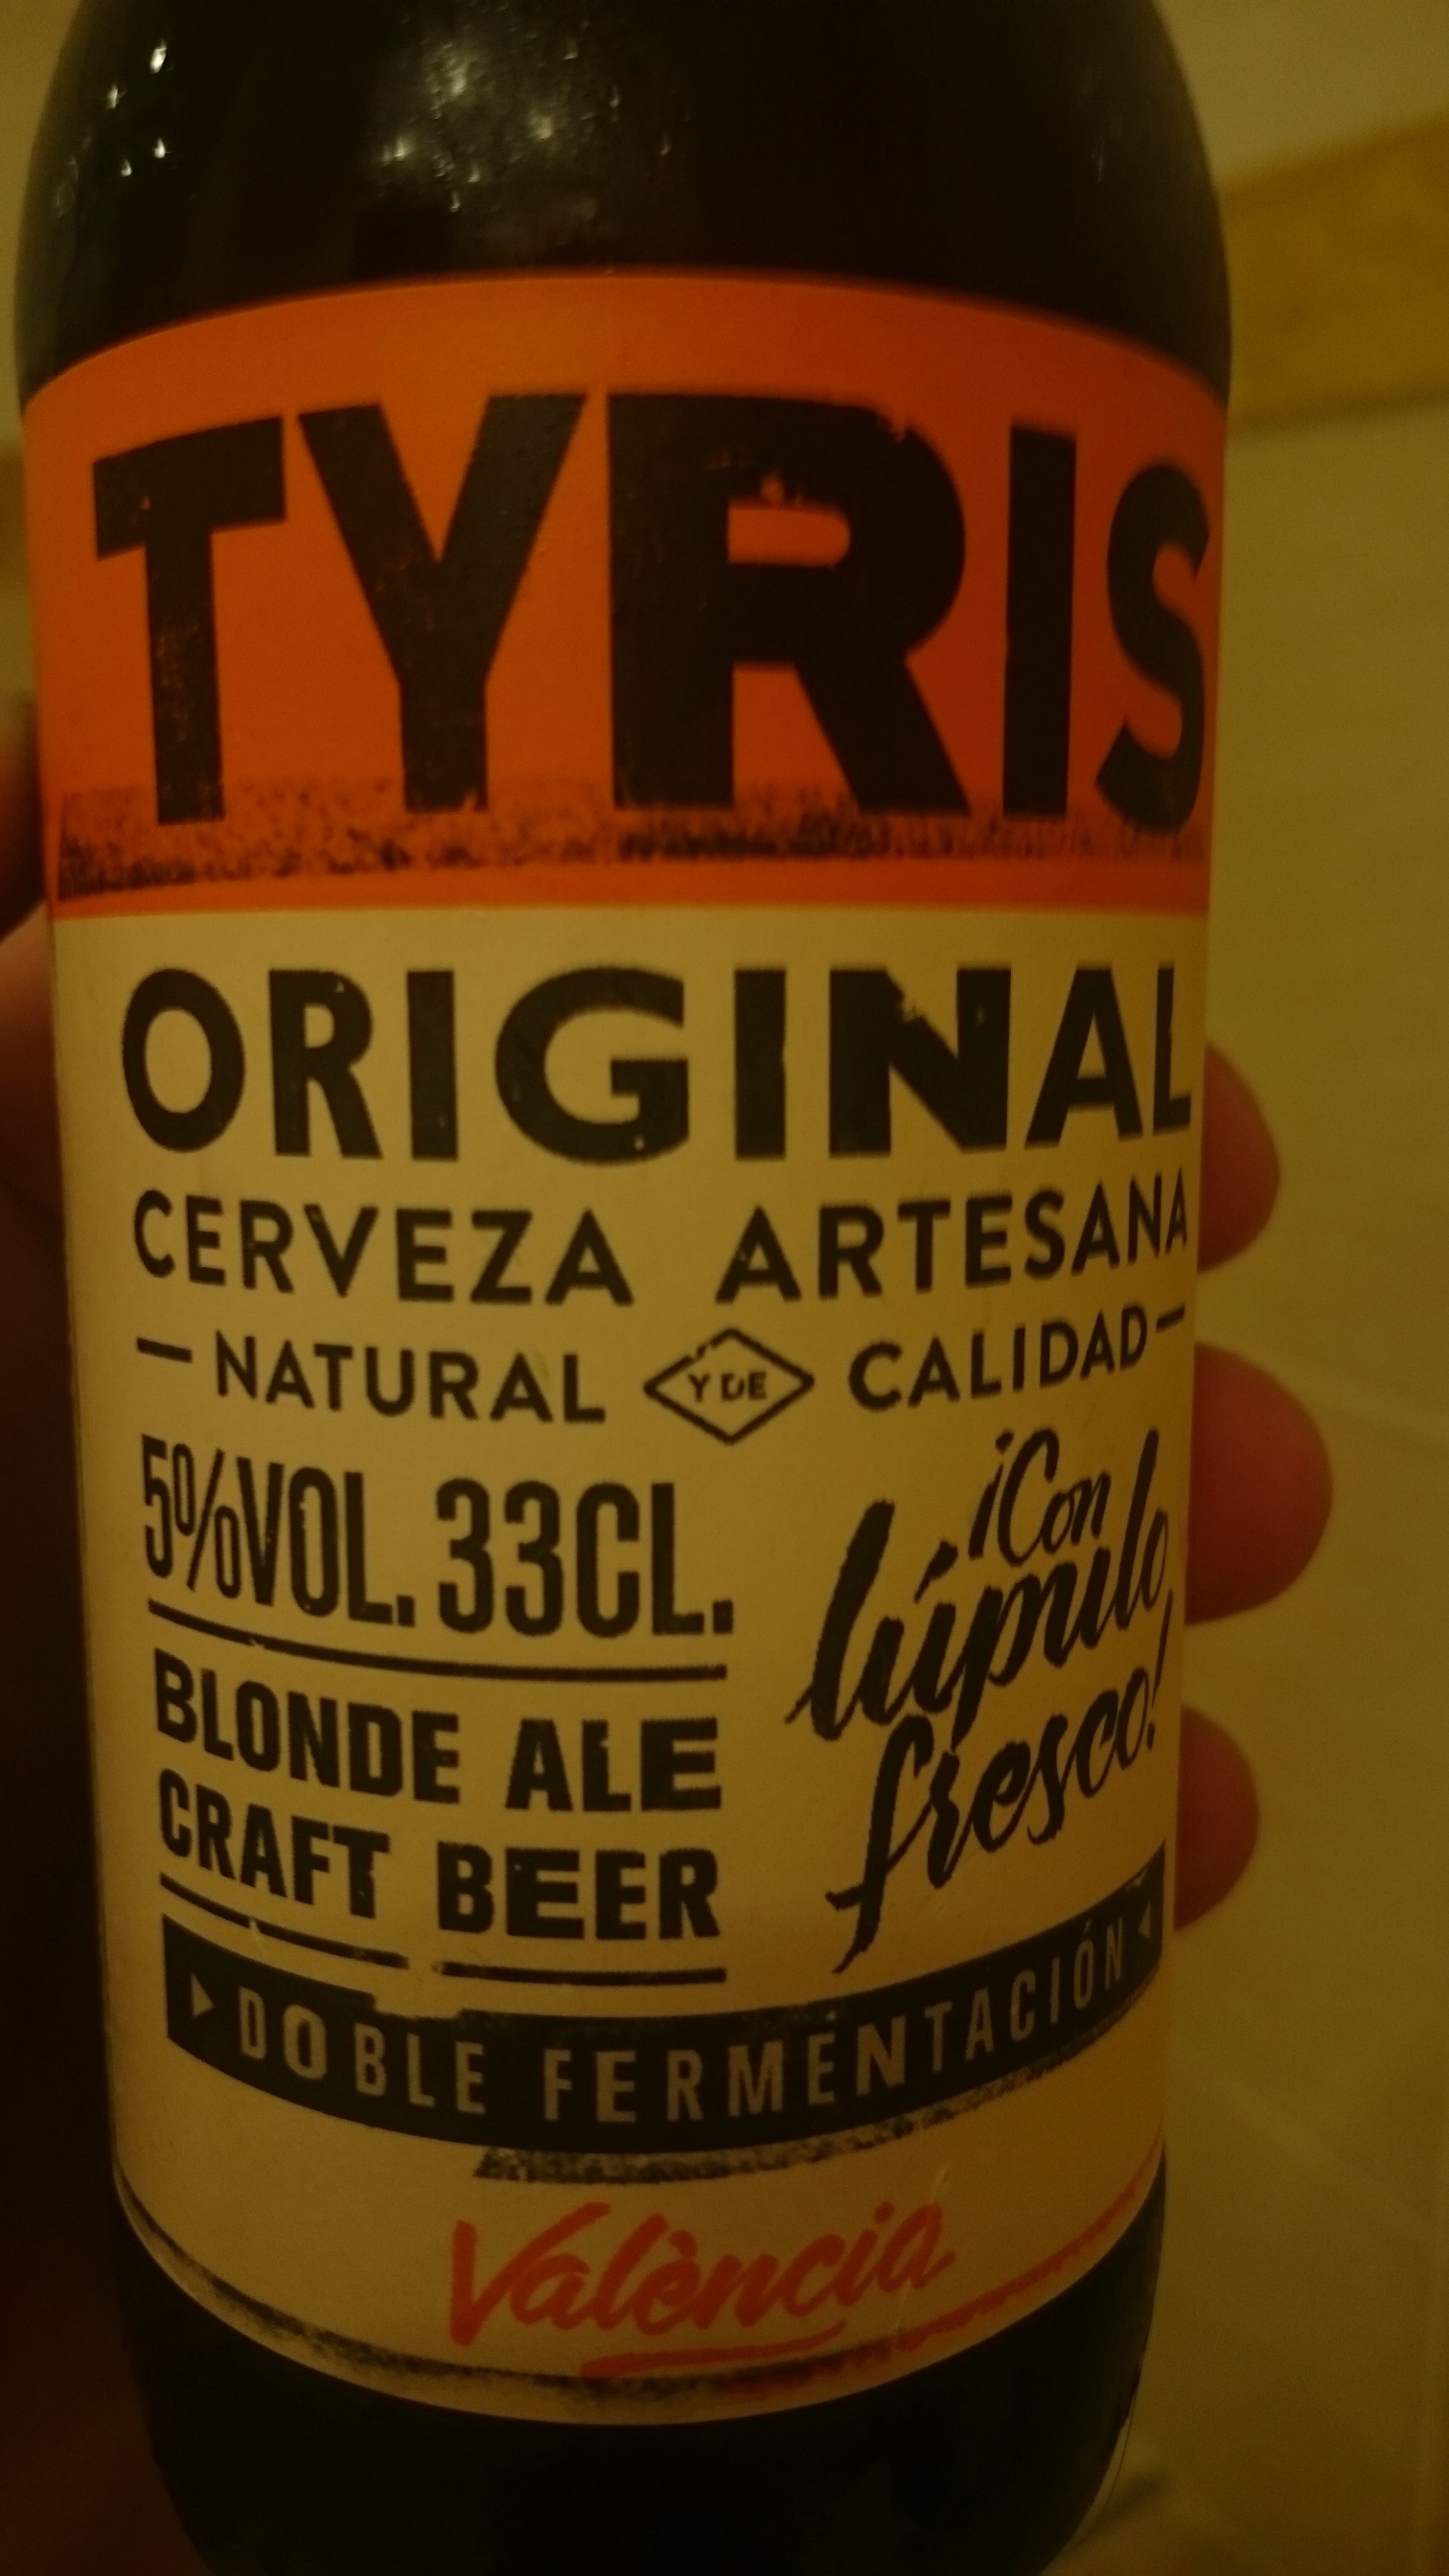 TYRIS
ORIGINAL
CERVEZA ARTESANA
— NATURAL Y DE CALIDAD —
5%VOL. 33CL.
BLONDE ALE
CRAFT BEER
¡Con
lúpulo
fresco!
DOBLE FERMENTACIÓN
València